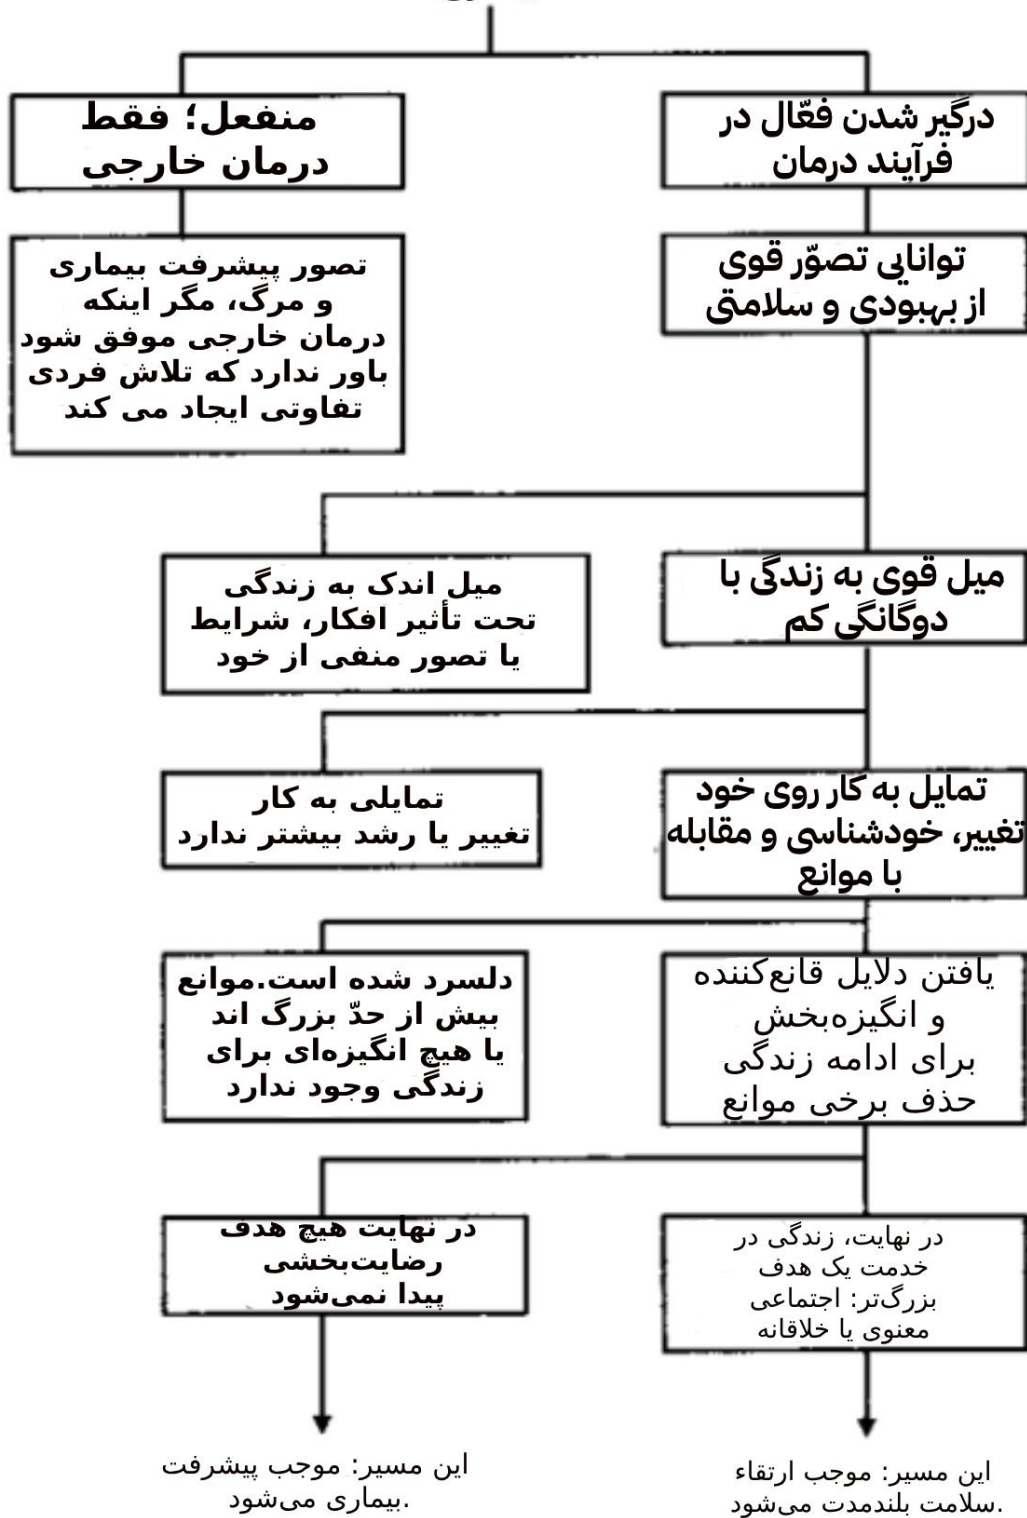 درگیر شدن فعّال در
فرآیند درمان
منفعل؛ فقط
درمان خارجی
توانایی تصوّر قوی
از بهبودی و سلامتی
تصور پیشرفت بیماری
و مرگ، مگر اینکه
درمان خارجی موفق شود
باور ندارد که تلاش فردی
تفاوتی ایجاد می کند
میل قوی به زندگی با
دوگانگی کم
میل اندک به زندگی
تحت تأثیر افکار، شرایط
یا تصور منفی از خود
تمایل به کار روی خود
تغییر، خودشناسی و مقابله
با موانع
تمایلی به کار
تغییر یا رشد بیشتر ندارد
یافتن دلایل قانع‌کننده
و انگیزه‌بخش
برای ادامه زندگی
حذف برخی موانع
دلسرد شده است.موانع
بیش از حدّ بزرگ اند
یا هیچ انگیزه‌ای برای
زندگی وجود ندارد
در نهایت، زندگی در
خدمت یک هدف
بزرگ‌تر: اجتماعی
معنوی یا خلاقانه
در نهایت هیچ هدف
رضایت‌بخشی
پیدا نمی‌شود
این مسیر: موجب ارتقاء
سلامت بلندمدت می‌شود.
این مسیر: موجب پیشرفت
بیماری می‌شود.